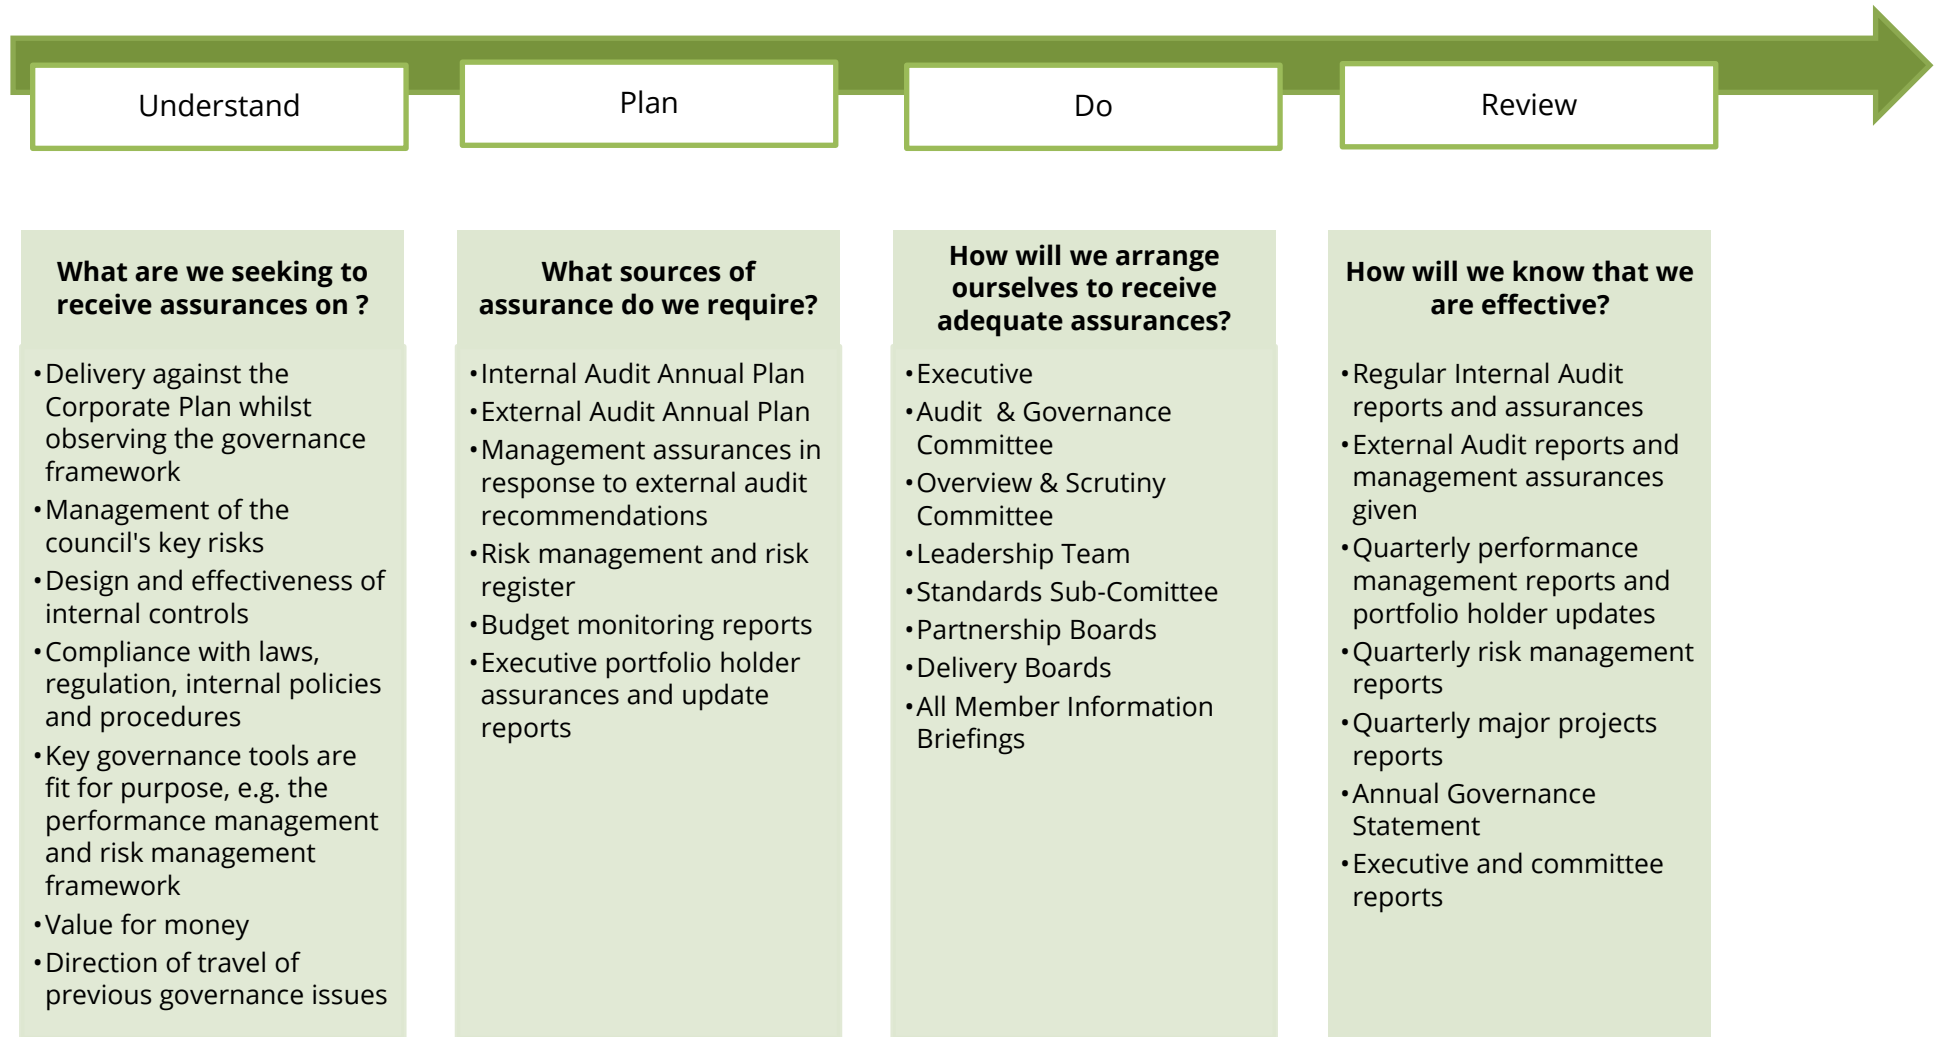 Understand
Plan
Do
Review
What are we seeking to
receive assurances on ?
•Delivery against the
Corporate Plan whilst
observing the governance
framework
•Management of the
council's key risks
•Design and effectiveness of
internal controls
•Compliance with laws,
regulation, internal policies
and procedures
•Key governance tools are
fit for purpose, e.g. the
performance management
and risk management
framework
•Value for money
•Direction of travel of
previous governance issues
What sources of
assurance do we require?
•Internal Audit Annual Plan
•External Audit Annual Plan
•Management assurances in
response to external audit
recommendations
•Risk management and risk
register
•Budget monitoring reports
•Executive portfolio holder
assurances and update
reports
How will we arrange
ourselves to receive
adequate assurances?
•Executive
•Audit  & Governance
Committee
•Overview & Scrutiny
Committee
•Leadership Team
•Standards Sub-Comittee
•Partnership Boards
•Delivery Boards
•All Member Information
Briefings
How will we know that we
are effective?
•Regular Internal Audit
reports and assurances
•External Audit reports and
management assurances
given
•Quarterly performance
management reports and
portfolio holder updates
•Quarterly risk management
reports
•Quarterly major projects
reports
•Annual Governance
Statement
•Executive and committee
reports